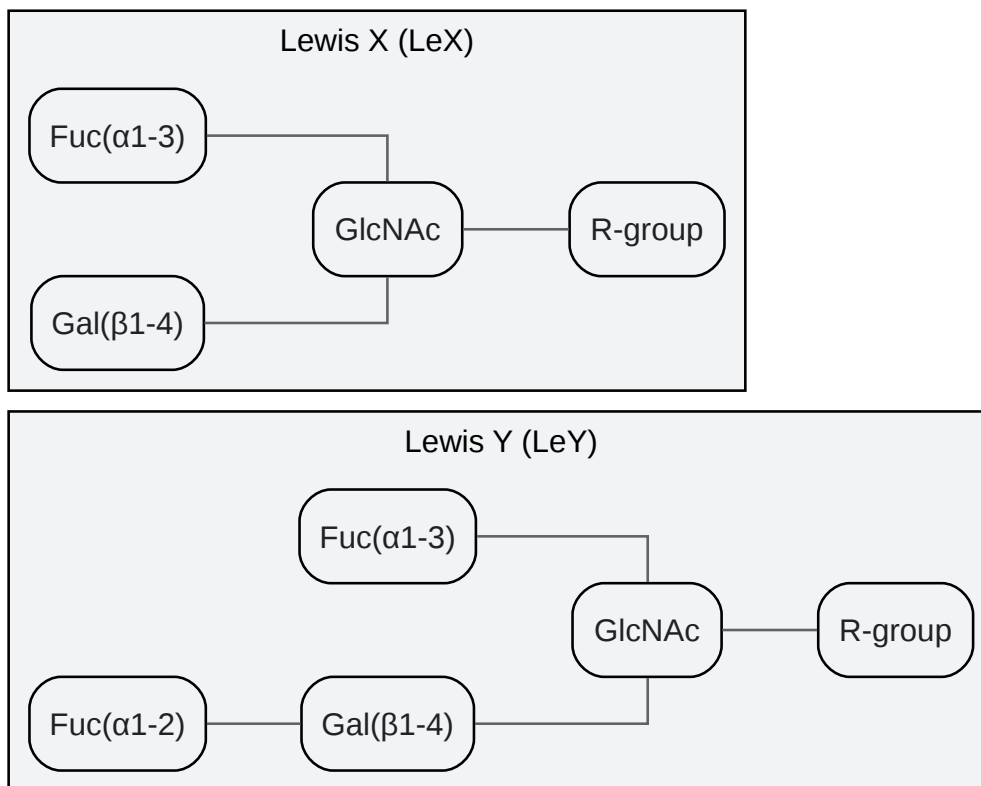 Lewis X (LeX)
Fuc(α1-3)
GlcNAc
R-group
Gal(β1-4)
Lewis Y (LeY)
Fuc(α1-3)
GlcNAc
R-group
Fuc(α1-2)
Gal(β1-4)